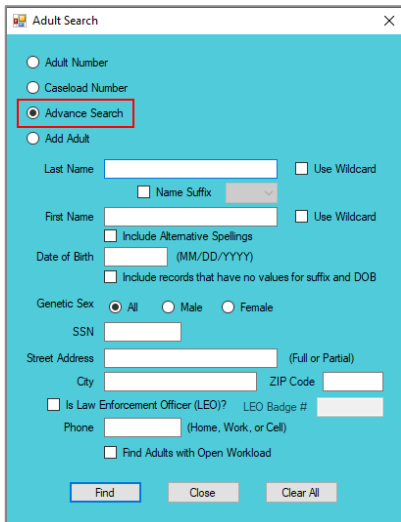 Adult Search
Adult Number
Caseload Number
Advance Search
Add Adult
Last Name Use Wildcard
Name Suffix
First Name Use Wildcard
Include Alternative Spellings
Date of Birth (MM/DD/YYYY)
Include records that have no values for suffix and DOB
Genetic Sex All Male Female
SSN
Street Address (Full or Partial)
City ZIP Code
Is Law Enforcement Officer (LEO)? LEO Badge #
Phone (Home, Work, or Cell)
Find Adults with Open Workload
Find Close Clear All